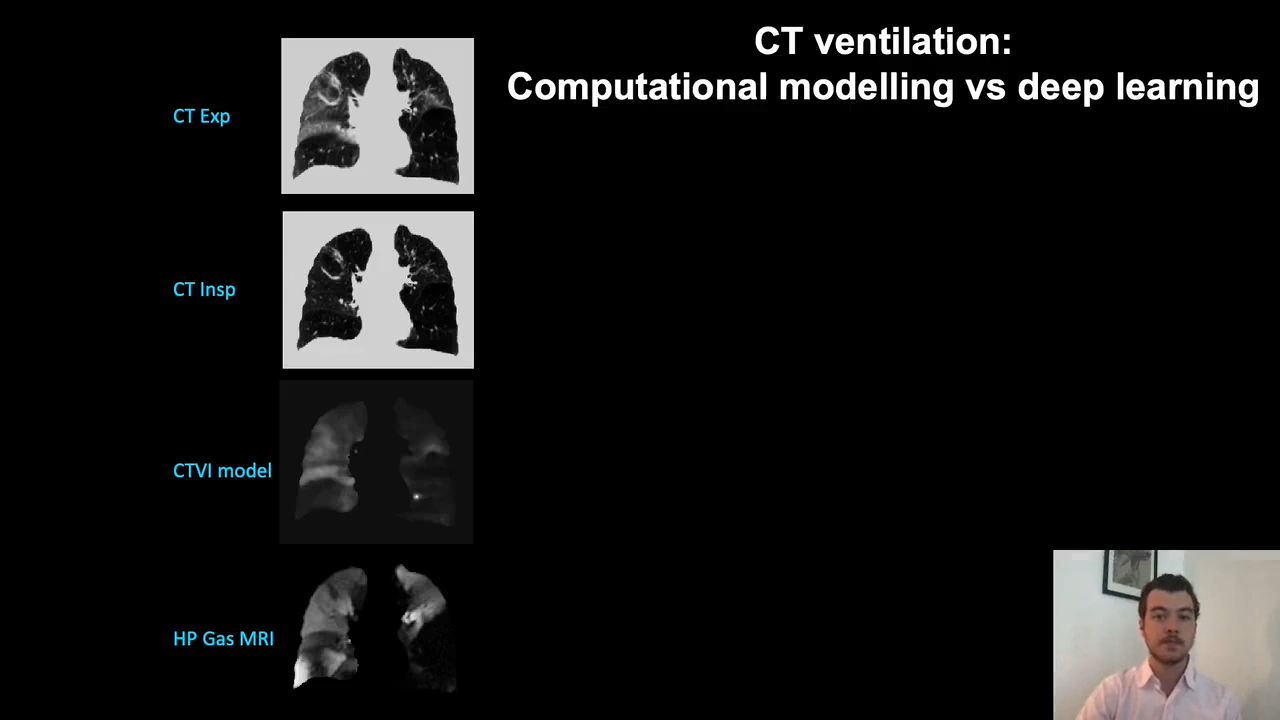 CT ventilation:
Computational modelling vs deep learning
CT Exp
CT Insp
CTVI model
HP Gas MRI